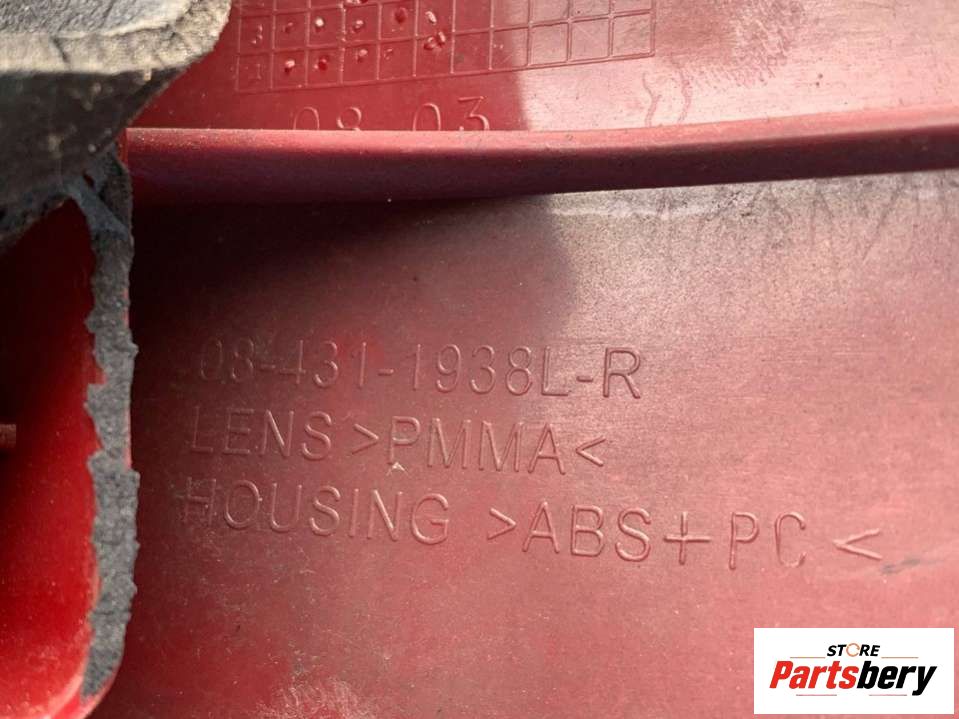 08 03
08-431-1938L-R
LENS >PMMA<
HOUSING >ABS+PC<
STORE
Partsbery